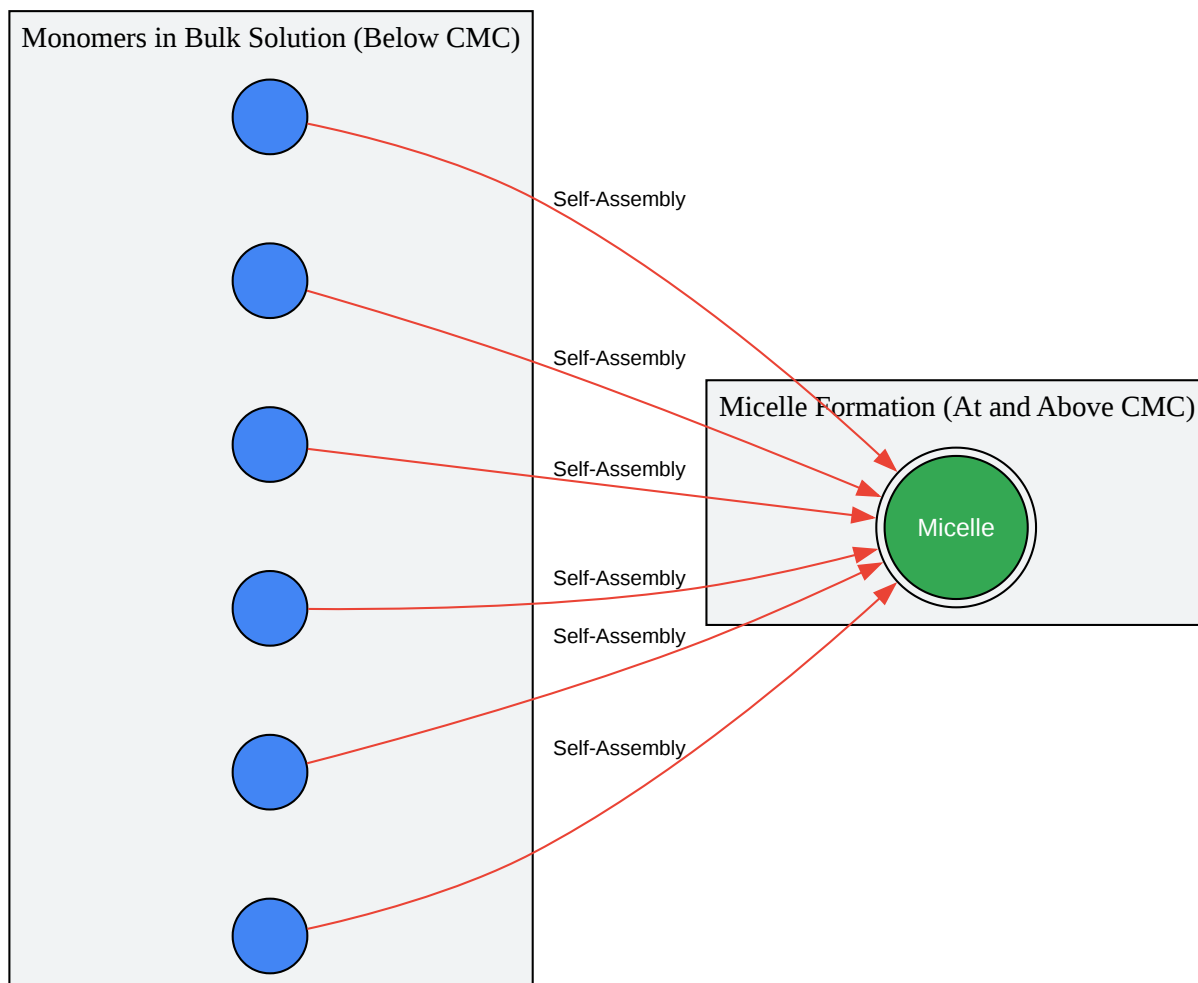 Monomers in Bulk Solution (Below CMC)
Self-Assembly
Self-Assembly
Micelle Formation (At and Above CMC)
Self-Assembly
Micelle
Self-Assembly
Self-Assembly
Self-Assembly